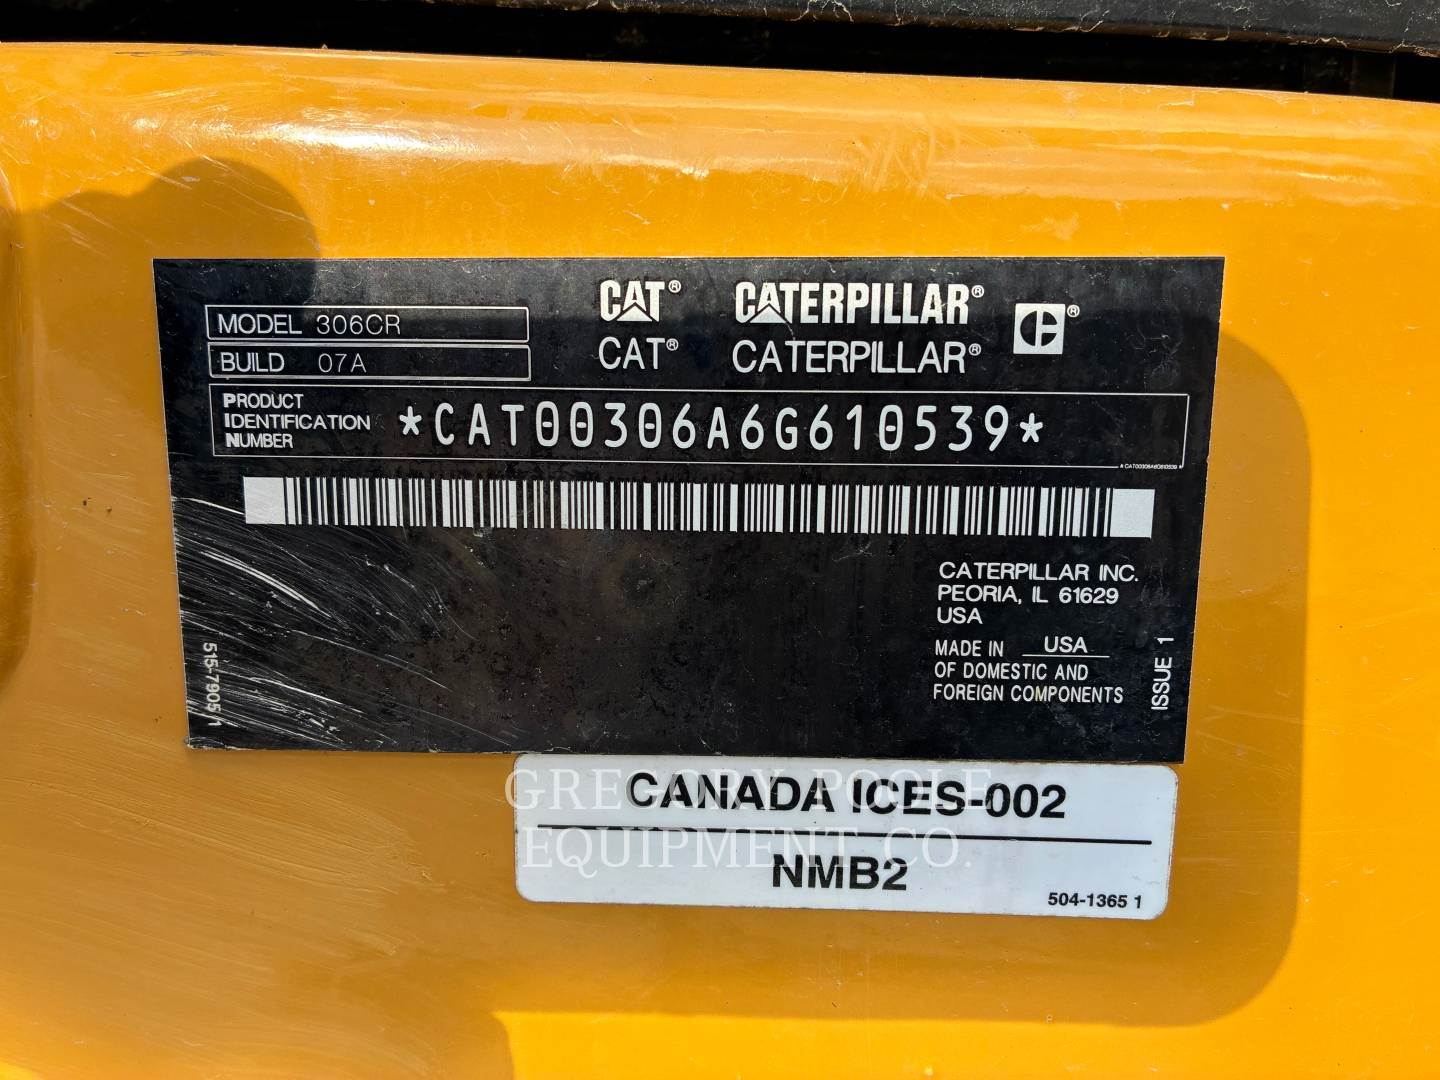 MODEL 306CR
BUILD 07A
CAT® CATERPILLAR® C®
CAT® CATERPILLAR®
PRODUCT
IDENTIFICATION
NUMBER
*CAT00306A6G610539*
*CAT00306A6G610539*
CATERPILLAR INC.
PEORIA, IL 61629
USA
MADE IN USA
OF DOMESTIC AND
FOREIGN COMPONENTS
ISSUE 1
515-7905 1
CANADA ICES-002
NMB2
504-1365 1
GREGORY POOLE
EQUIPMENT CO.